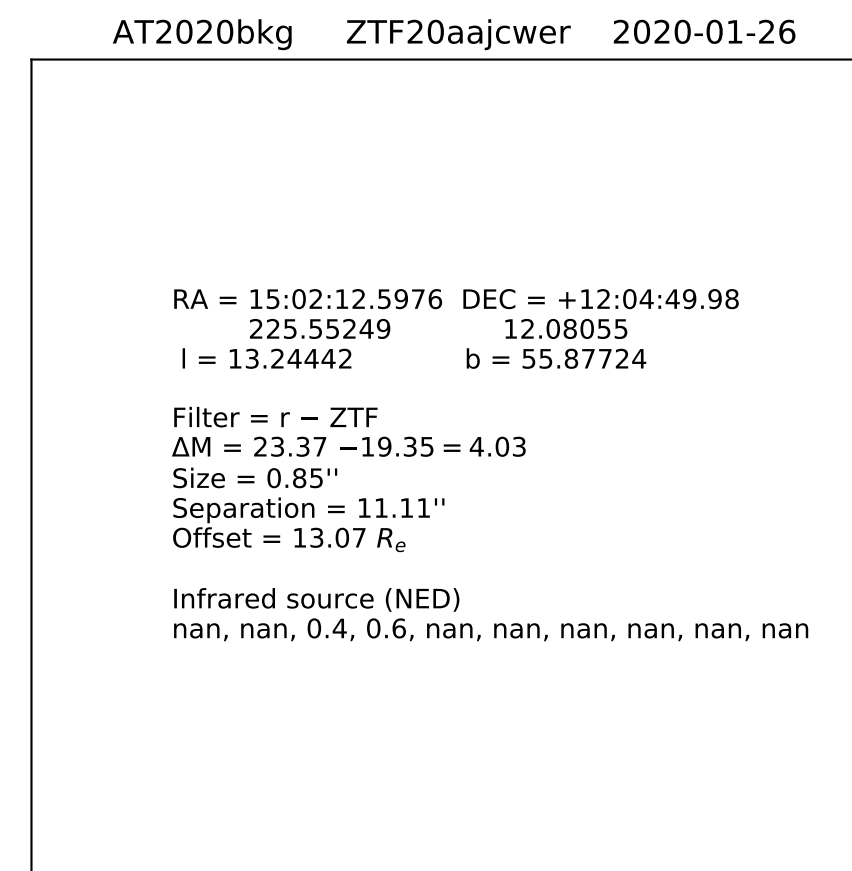 AT2020bkg ZTF20aajcwer 2020-01-26
RA = 15:02:12.5976 DEC = +12:04:49.98
225.55249 12.08055
l = 13.24442 b = 55.87724
Filter = r − ZTF
ΔM = 23.37 −19.35 = 4.03
Size = 0.85''
Separation = 11.11''
Offset = 13.07 Re
Infrared source (NED)
nan, nan, 0.4, 0.6, nan, nan, nan, nan, nan, nan